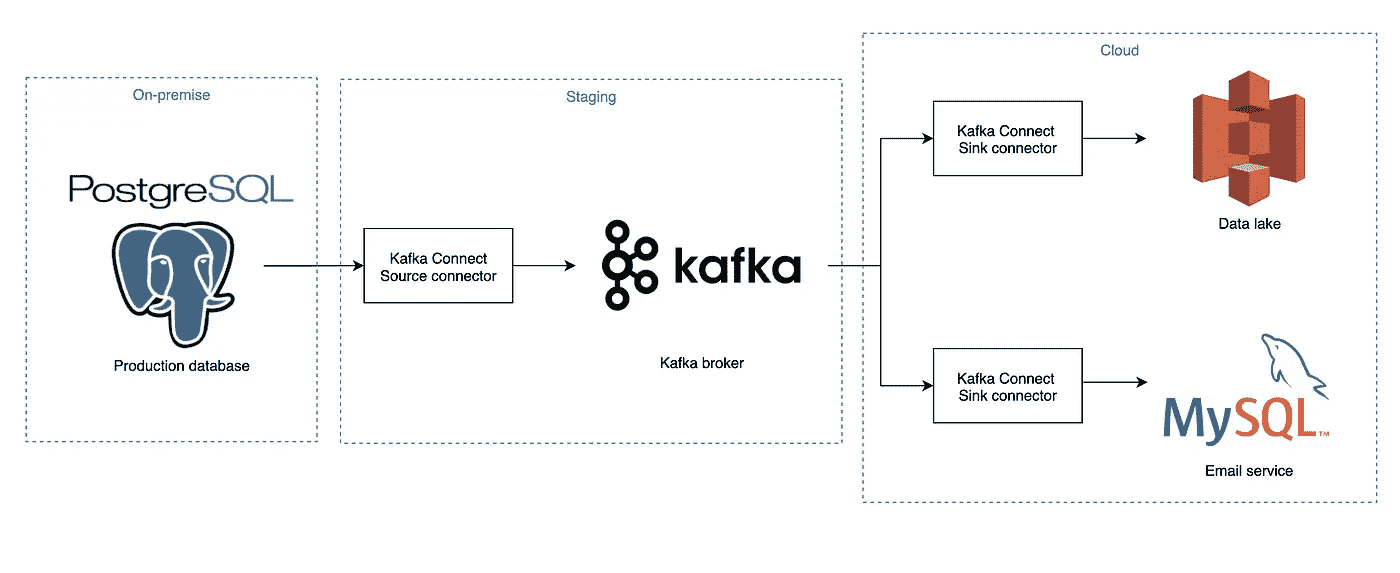 On-premise
PostgreSQL
Production database
Staging
Kafka Connect
Source connector
kafka
Kafka broker
Cloud
Kafka Connect
Sink connector
Data lake
Kafka Connect
Sink connector
MySQL™
Email service